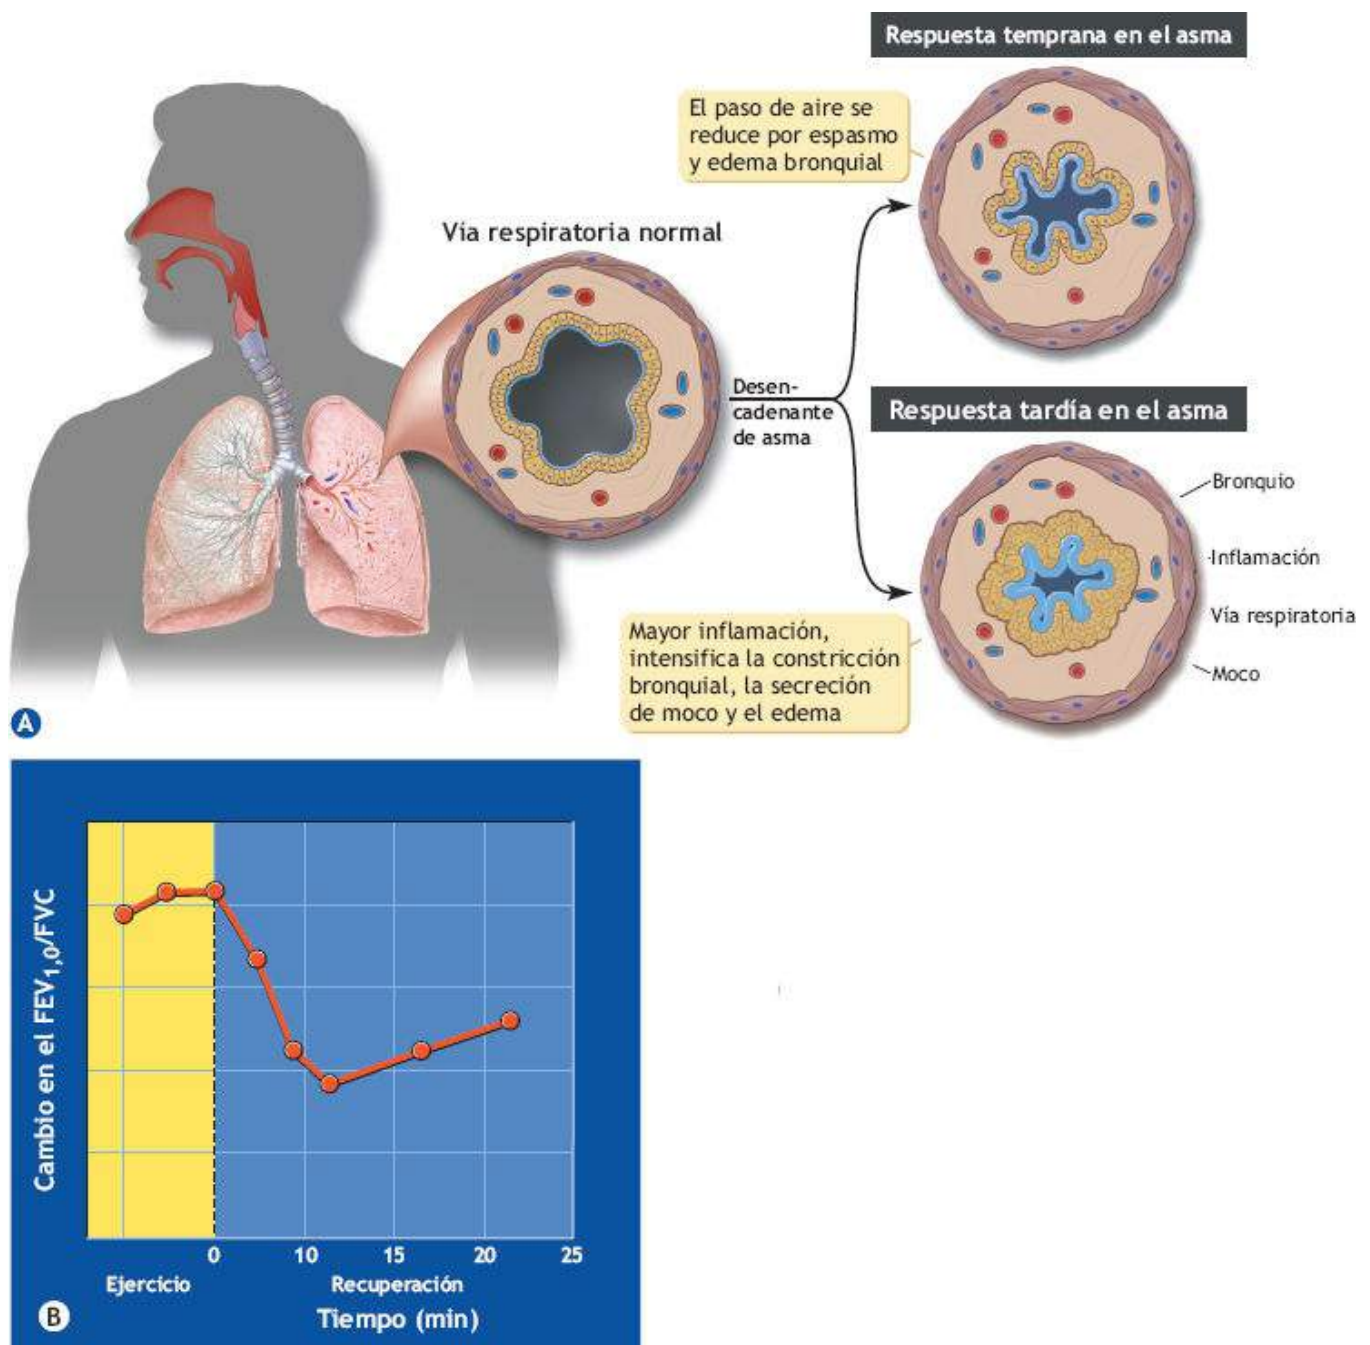 Respuesta temprana en el asma
El paso de aire se
reduce por espasmo
y edema bronquial
Vía respiratoria normal
Desen-
cadenante
de asma
Respuesta tardía en el asma
Bronquio
Inflamación
Vía respiratoria
Moco
Mayor inflamación,
intensifica la constricción
bronquial, la secreción
de moco y el edema
A
Cambio en el FEV1,0/FVC
0 10 15 20 25
Ejercicio Recuperación
Tiempo (min)
B